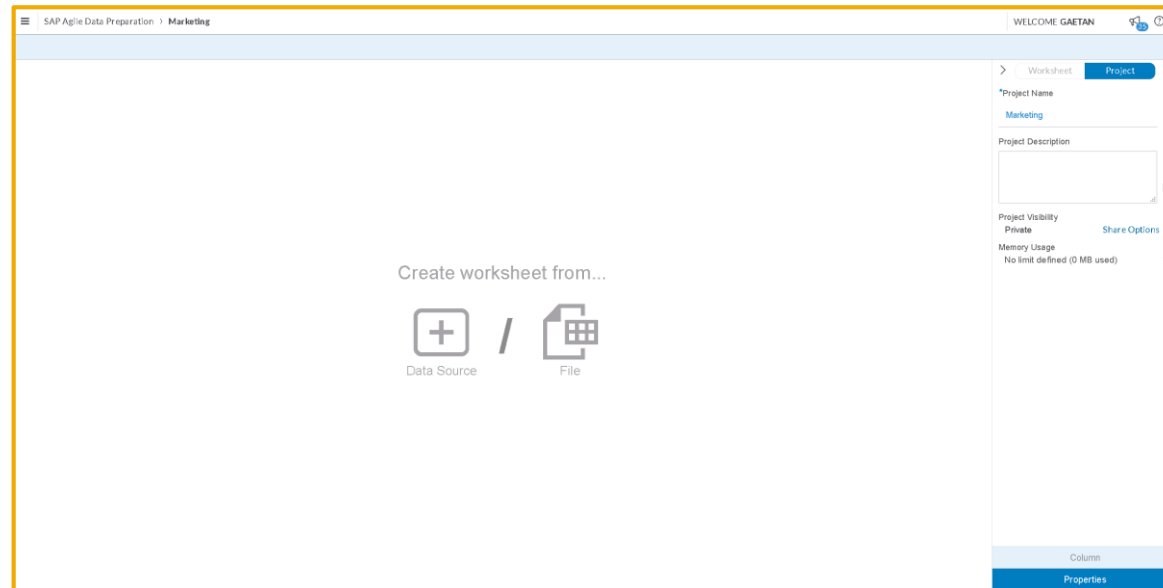 SAP Agile Data Preparation > Marketing
WELCOME GAETAN
Worksheet Project
*Project Name
Marketing
Project Description
Project Visibility
Private Share Options
Memory Usage
No limit defined (0 MB used)
Create worksheet from...
+ / 
Data Source File
Column
Properties